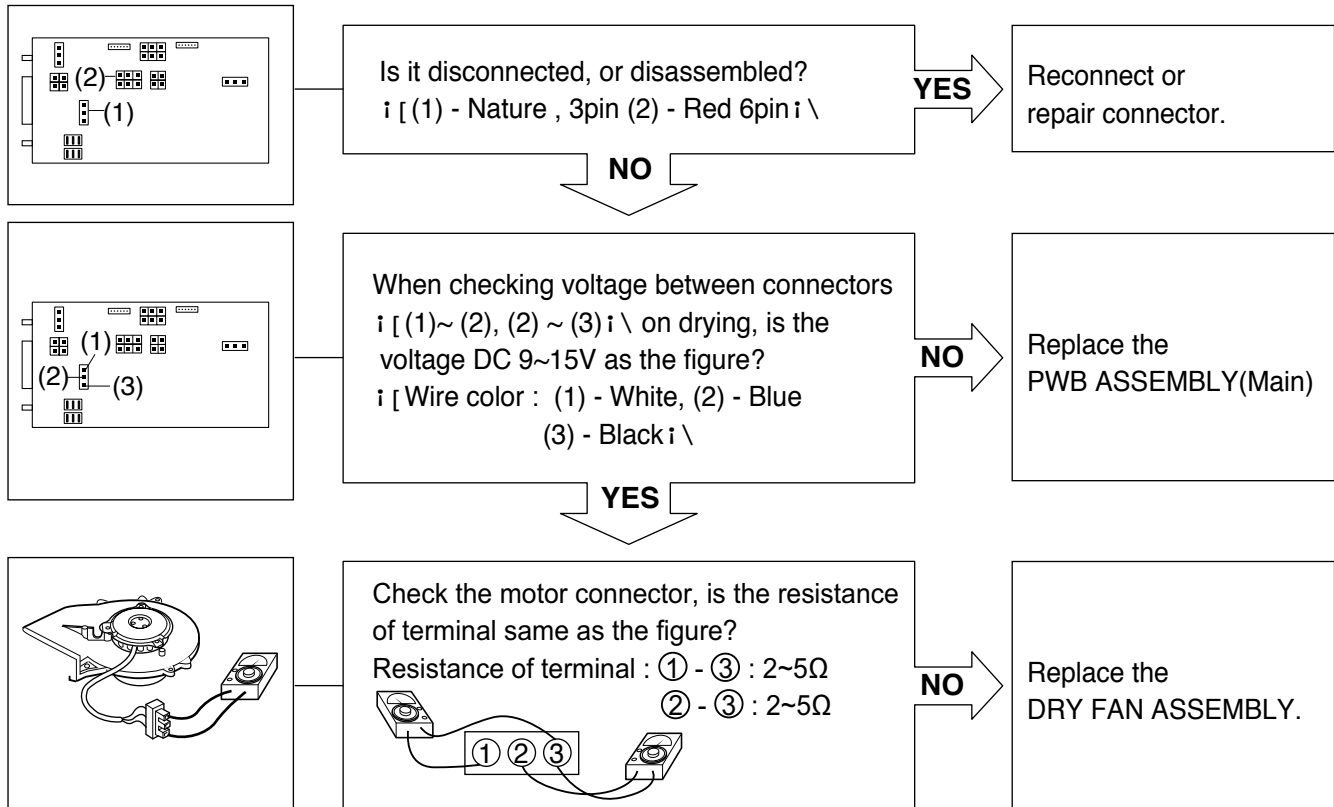 (2)
(1)
Is it disconnected, or disassembled?
¡[(1) - Nature , 3pin (2) - Red 6pin¡\
YES
Reconnect or
repair connector.
NO
(1)
(2)
(3)
When checking voltage between connectors
¡[(1)~ (2), (2) ~ (3)¡\ on drying, is the
voltage DC 9~15V as the figure?
¡[Wire color : (1) - White, (2) - Blue
(3) - Black¡\
NO
Replace the
PWB ASSEMBLY(Main)
YES
Check the motor connector, is the resistance
of terminal same as the figure?
Resistance of terminal : ① - ③ : 2~5Ω
② - ③ : 2~5Ω
① ② ③
NO
Replace the
DRY FAN ASSEMBLY.